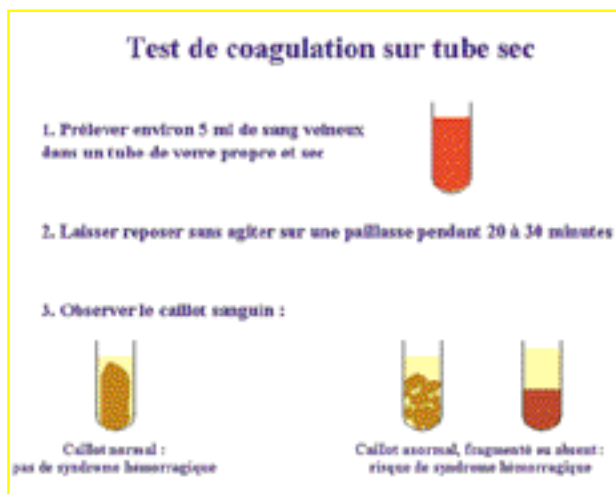 Test de coagulation sur tube sec
1. Prélever environ 5 ml de sang veineux
dans un tube de verre propre et sec
2. Laisser reposer sans agiter sur une paillasse pendant 20 à 30 minutes
3. Observer le caillot sanguin :
Caillot normal :
pas de syndrome hémorragique
Caillot anormal, fragmenté ou absent :
risque de syndrome hémorragique